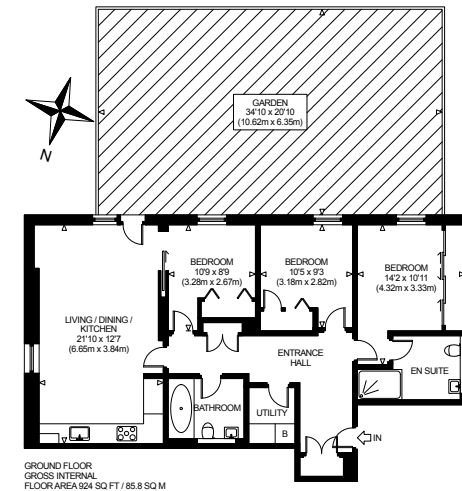 GARDEN
34'10 x 20'10
(10.62m x 6.35m)
N
BEDROOM
10'9 x 8'9
(3.28m x 2.67m)
BEDROOM
10'5 x 9'3
(3.18m x 2.82m)
BEDROOM
14'2 x 10'11
(4.32m x 3.33m)
LIVING / DINING /
KITCHEN
21'10 x 12'7
(6.65m x 3.84m)
ENTRANCE
HALL
EN SUITE
BATHROOM
UTILITY
B
IN
GROUND FLOOR
GROSS INTERNAL
FLOOR AREA 924 SQ FT / 85.8 SQ M